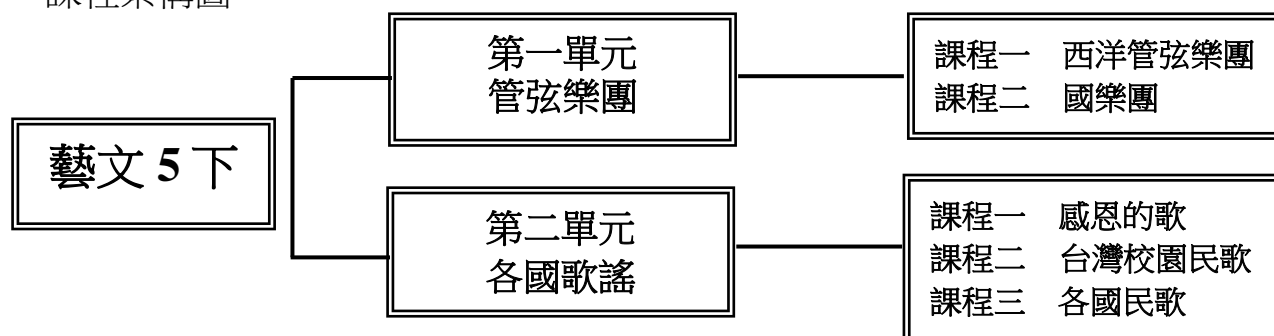 課程架構圖
藝文 5 下
第一單元
管弦樂團
課程一 西洋管弦樂團
課程二 國樂團
第二單元
各國歌謠
課程一 感恩的歌
課程二 台灣校園民歌
課程三 各國民歌